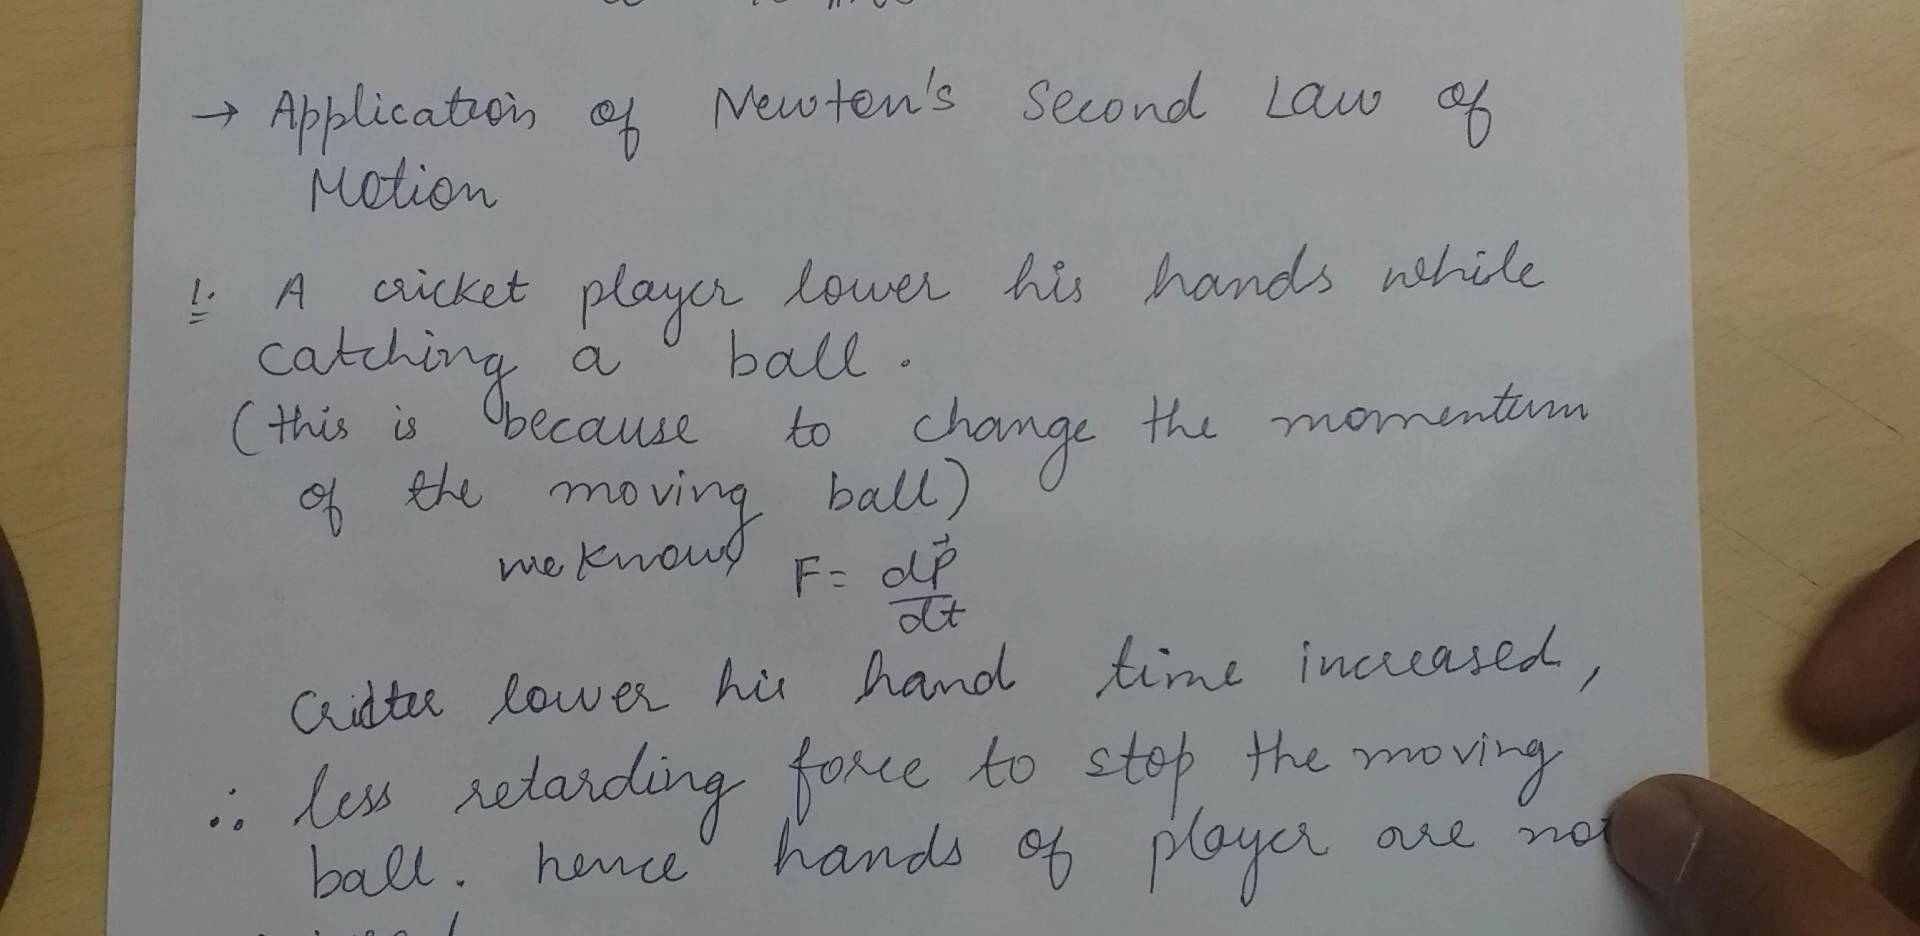 → Application of Newton's Second Law of
Motion
1. A cricket player lower his hands while
catching a ball.
(this is because to change the momentum
of the moving ball)
we know, F = dp⃗/dt
lower his hand time increased,
∴ less retarding force to stop the moving
ball. hence hands of player are not